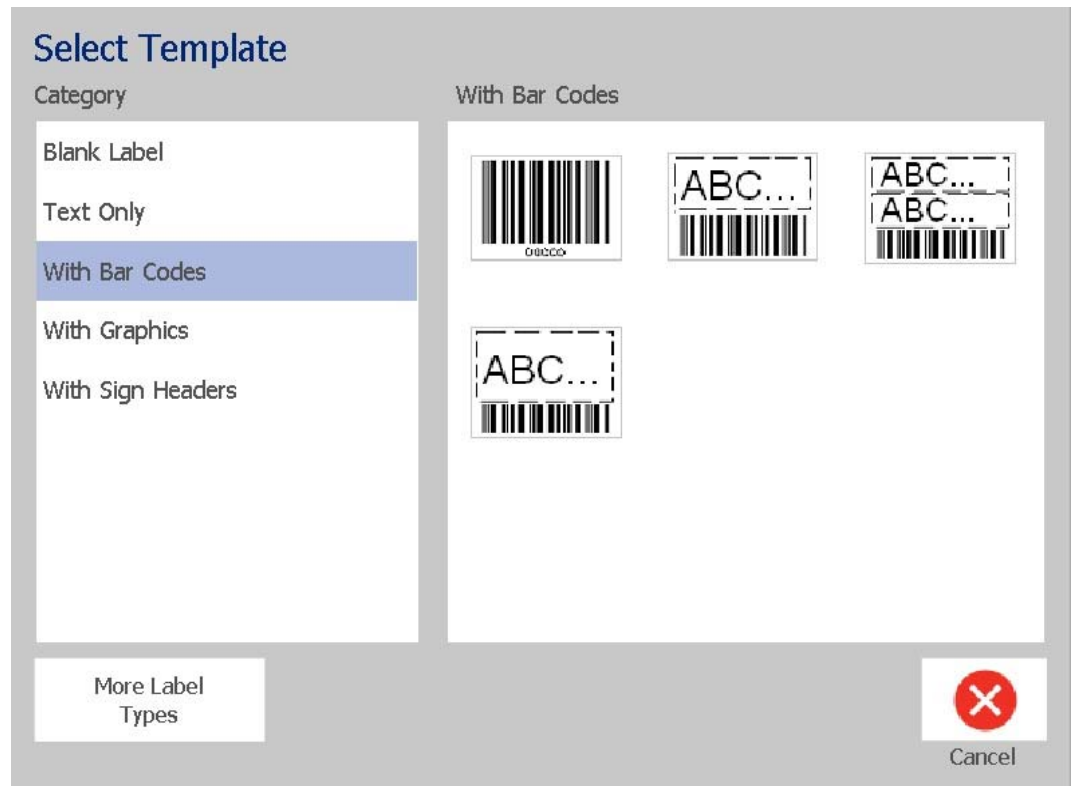 Select Template
Category
With Bar Codes
Blank Label
Text Only
With Bar Codes
With Graphics
With Sign Headers
ABC...
ABC...
ABC...
ABC...
More Label
Types
Cancel